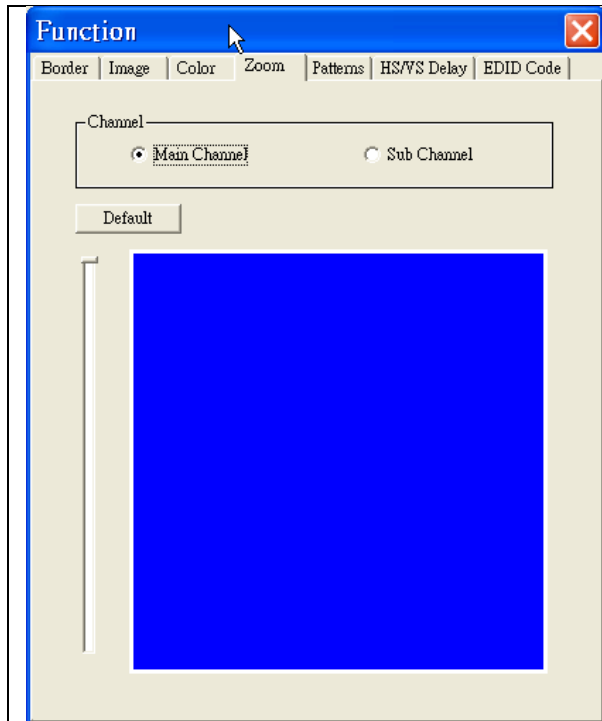 Function
Border Image Color Zoom Patterns HS/VS Delay EDID Code
Channel
Main Channel Sub Channel
Default